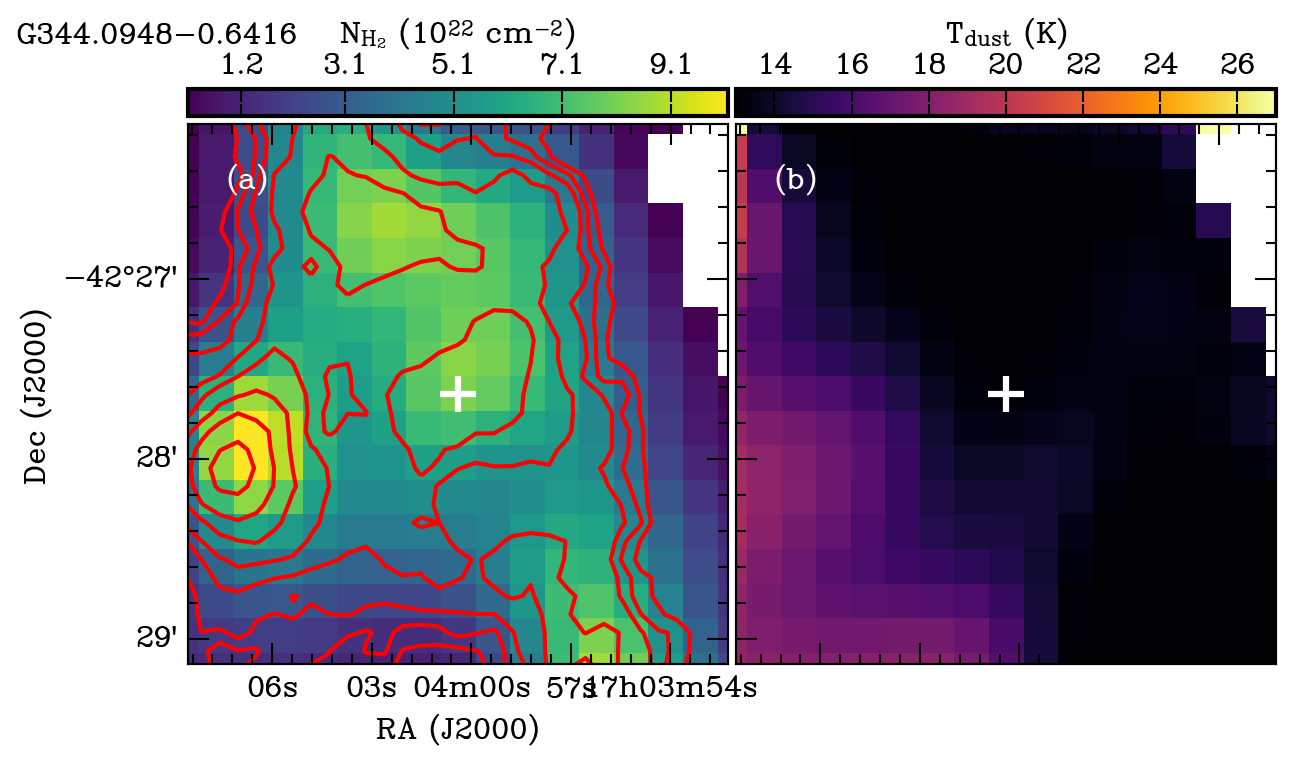 G344.0948−0.6416 N_H₂ (10²² cm⁻²) T_dust (K)
1.2 3.1 5.1 7.1 9.1 14 16 18 20 22 24 26
(a) (b)
−42°27'
28'
29'
Dec (J2000)
06s 03s 04m00s 57s 17h03m54s
RA (J2000)